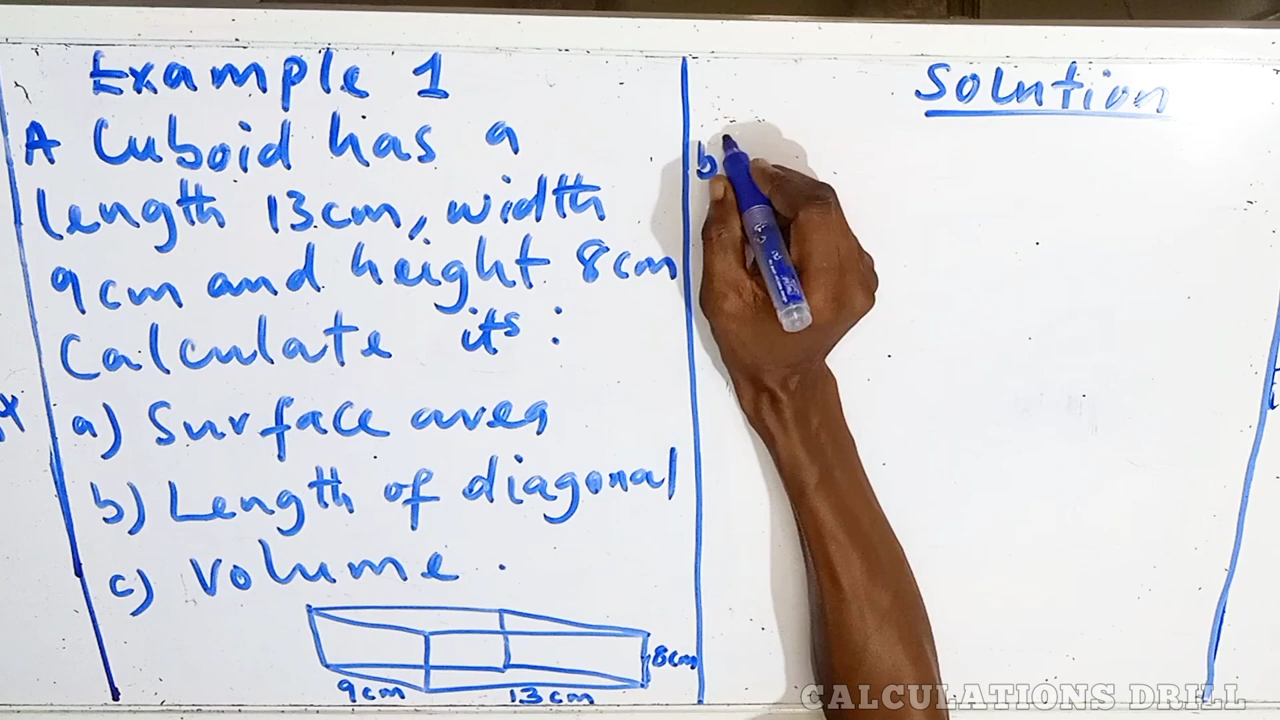 Example 1
A Cuboid has a
length 13cm, width
9cm and height 8cm
Calculate its :
a) Surface area
b) Length of diagonal
c) Volume .
8cm
9cm 13cm
Solution
b
CALCULATIONS DRILL